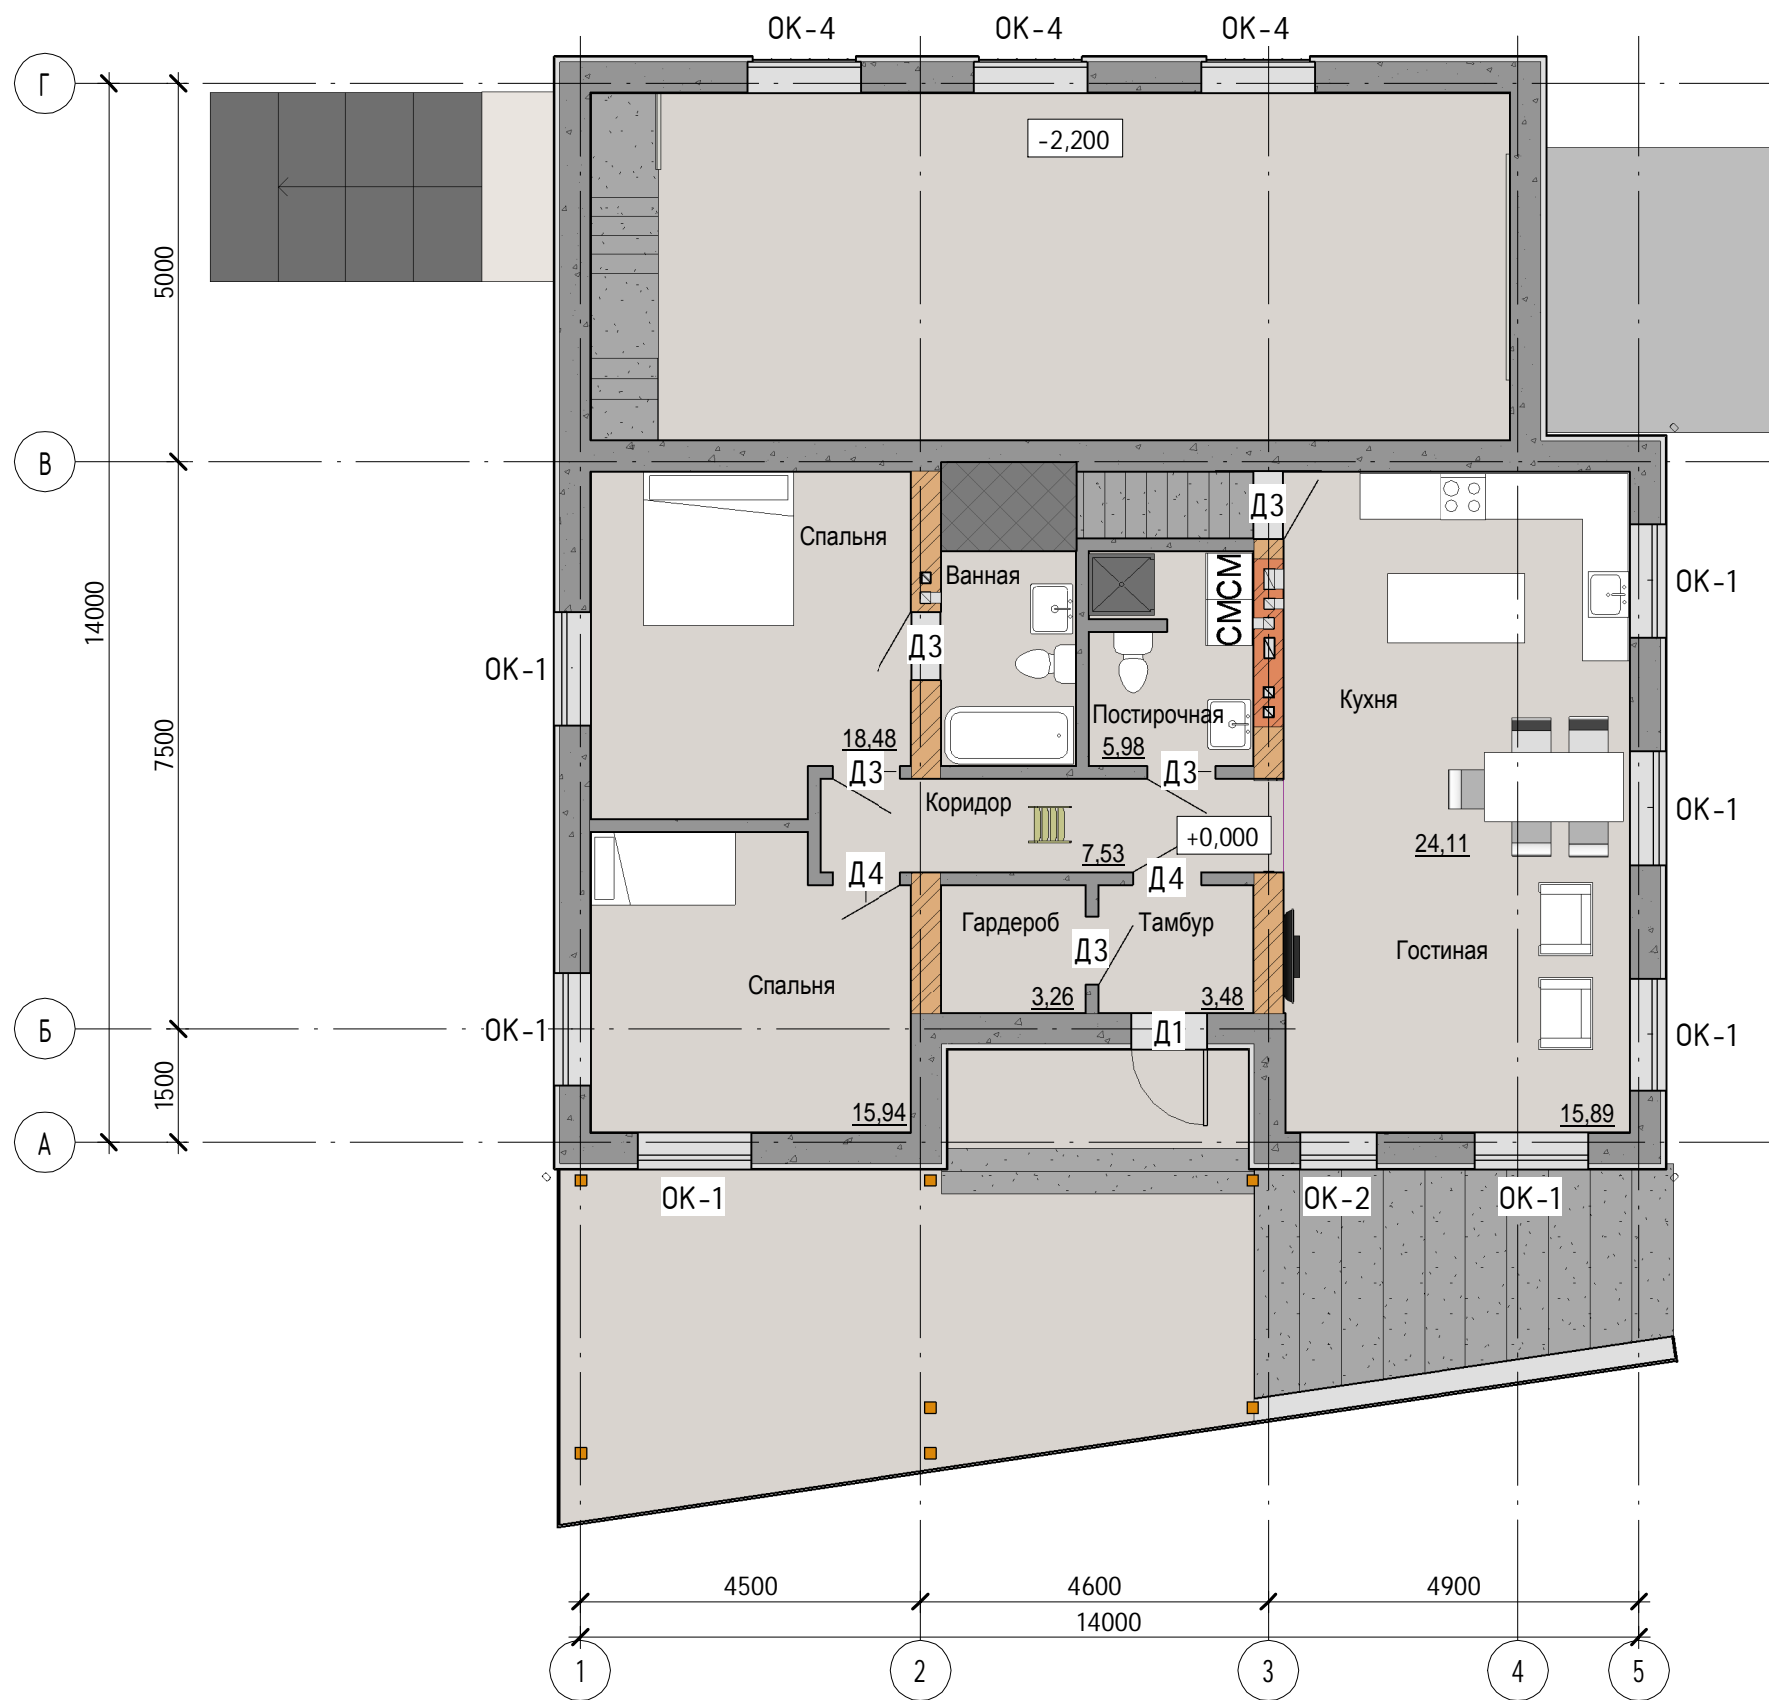 ОК-4
ОК-4
ОК-4
Г
-2,200
5000
В
14000
7500
Спальня
Д3
Ванная
СМСМ
ОК-1
ОК-1
Д3
Кухня
Постирочная
18,48
5,98
Д3
Д3
Коридор
+0,000
ОК-1
7,53
24,11
Д4
Д4
Гардероб
Тамбур
Д3
Гостиная
Спальня
3,26
3,48
Б
ОК-1
Д1
ОК-1
1500
15,94
15,89
А
ОК-1
ОК-2
ОК-1
4500
4600
4900
14000
1
2
3
4
5